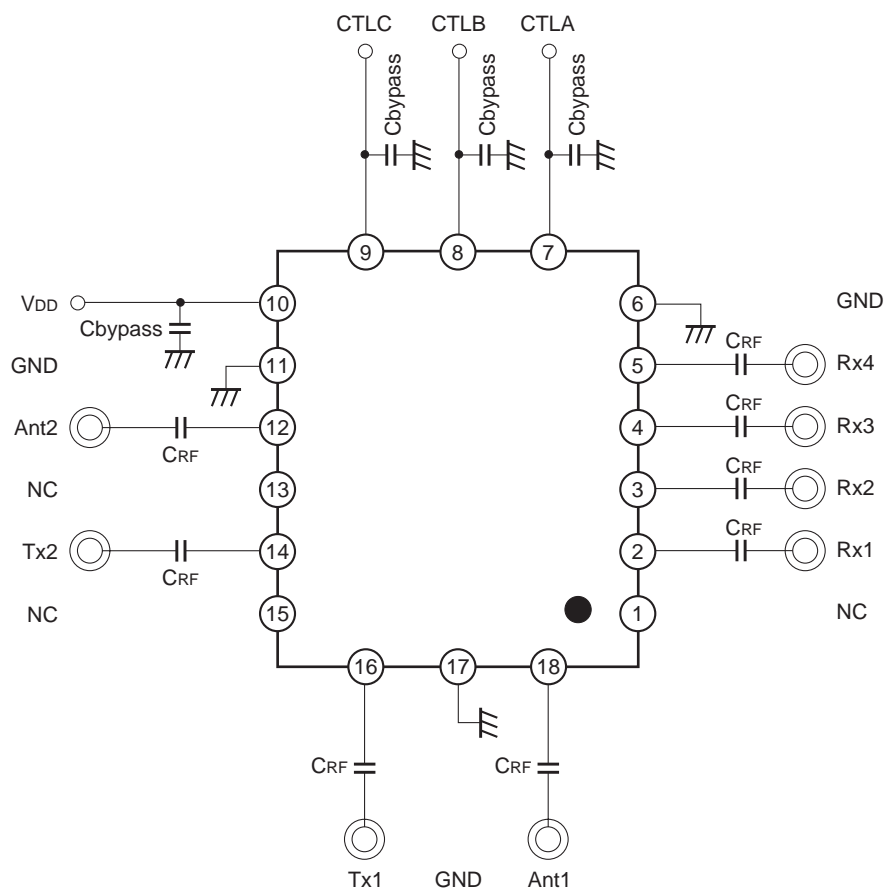 CTLC CTLB CTLA
Cbypass Cbypass Cbypass
9 8 7
VDD 10 6 GND
Cbypass
GND 11 5 CRF Rx4
Ant2 CRF 12 4 CRF Rx3
NC 13 3 CRF Rx2
Tx2 CRF 14 2 CRF Rx1
NC 15 1 NC
16 17 18
CRF CRF
Tx1 GND Ant1